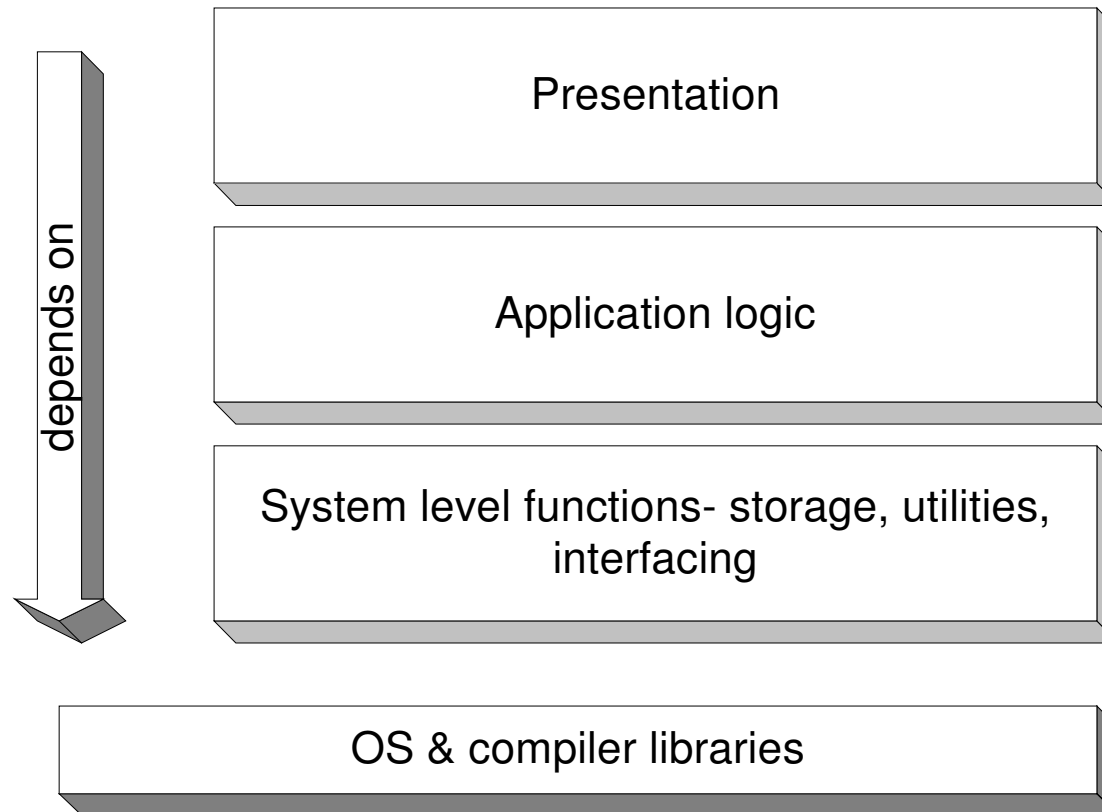 Presentation
depends on
Application logic
System level functions- storage, utilities,
interfacing
OS & compiler libraries